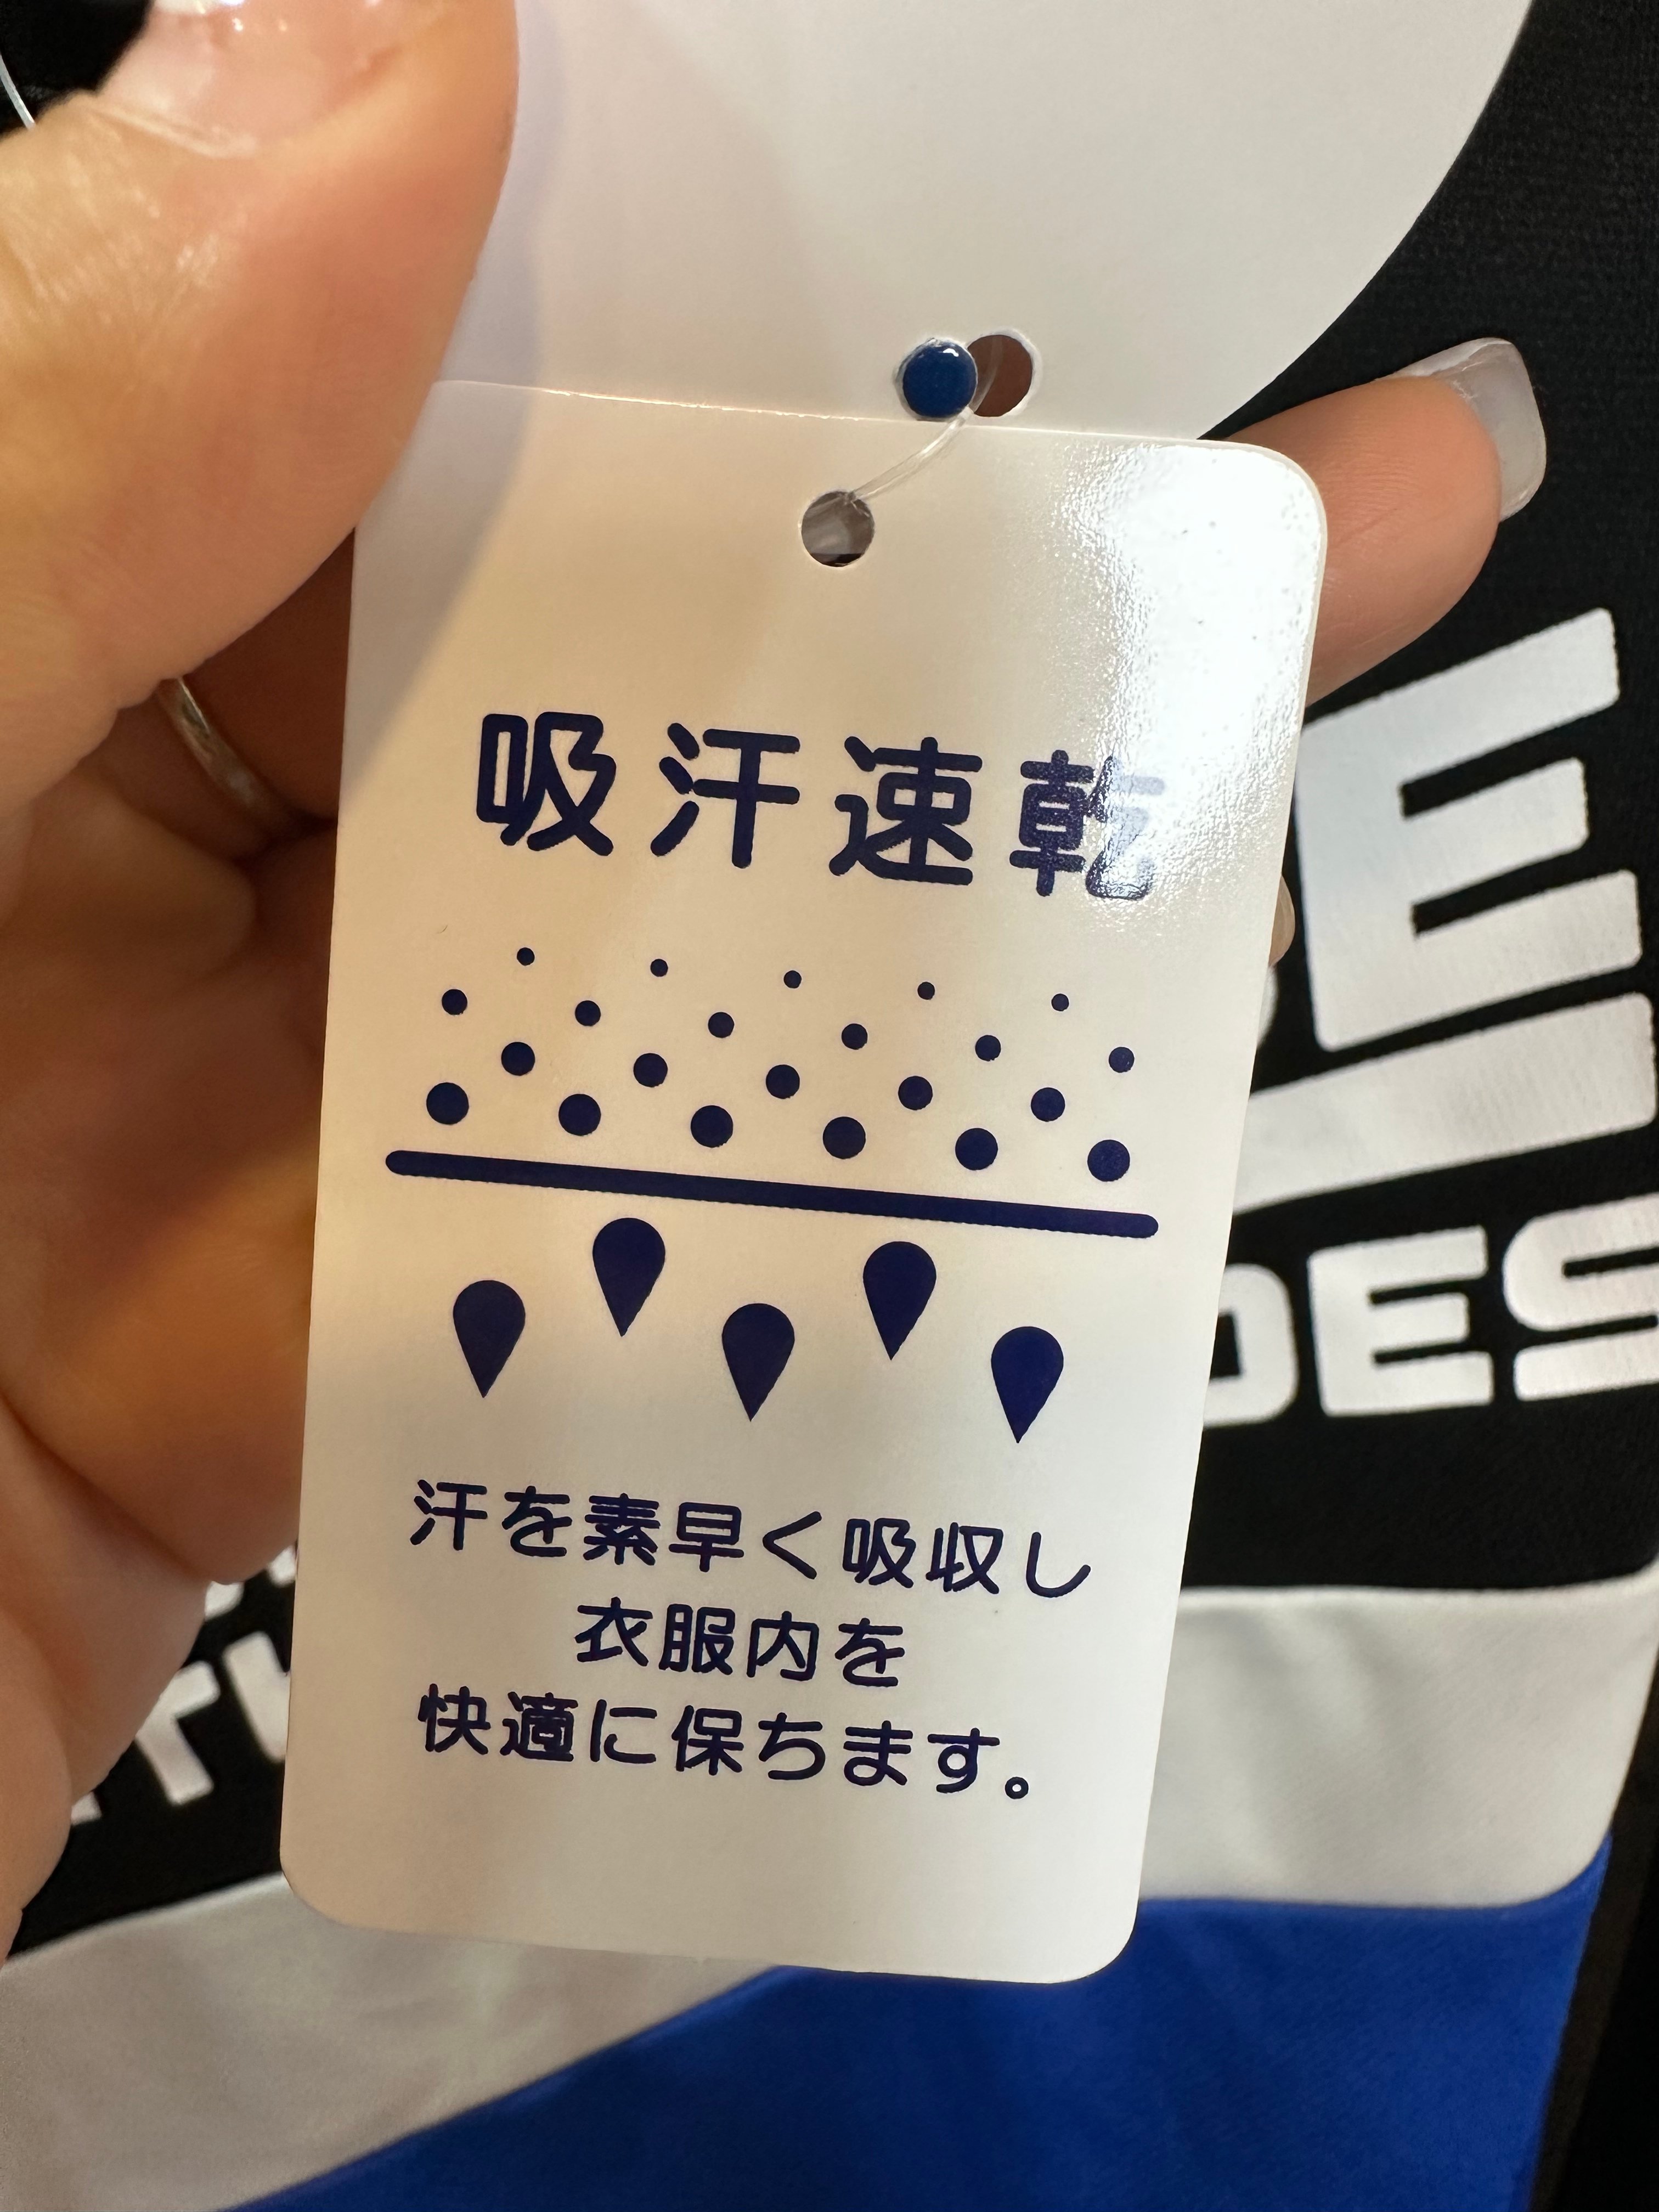 吸汗速乾
汗を素早く吸収し
衣服内を
快適に保ちます。
DES